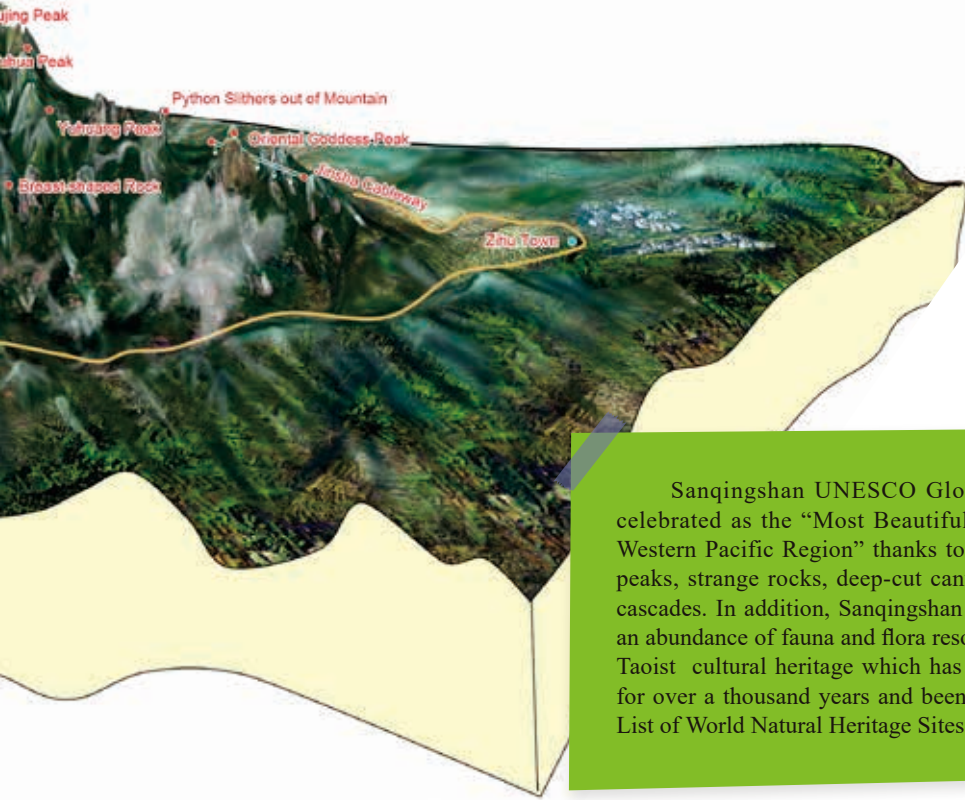 ujing Peak
uhua Peak
Python Slithers out of Mountain
Yuhuang Peak
Oriental Goddess Peak
Breast-shaped Rock
Jinsha Cableway
Zihu Town
Sanqingshan UNESCO Glo
celebrated as the “Most Beautiful
Western Pacific Region” thanks to
peaks, strange rocks, deep-cut can
cascades. In addition, Sanqingshan
an abundance of fauna and flora reso
Taoist cultural heritage which has
for over a thousand years and been
List of World Natural Heritage Sites